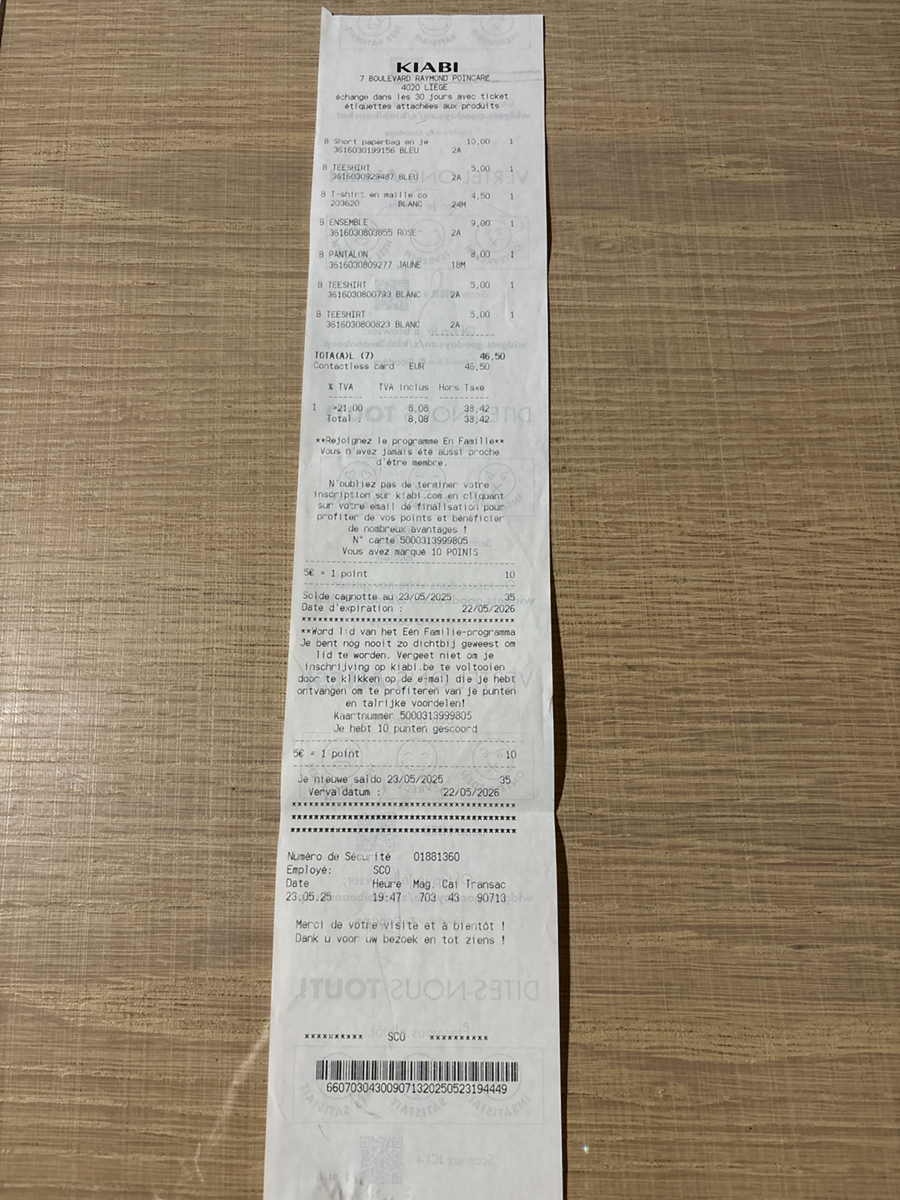 KIABI
7 BOULEVARD RAYMOND POINCARE
4020 LIEGE
échange dans les 30 jours avec ticket
étiquettes attachées aux produits
B Short paperbag en je 10,00 1
3616030199156 BLEU 2A
B TEESHIRT 5,00 1
3616030929487 BLEU 2A
B T-shirt en maille co 4,50 1
203620 BLANC 24M
B ENSEMBLE 9,00 1
3616030803855 ROSE 2A
B PANTALON 8,00 1
3616030809277 JAUNE 18M
B TEESHIRT 5,00 1
3616030800793 BLANC 2A
B TEESHIRT 5,00 1
3616030800823 BLANC 2A
TOTA(A)L (7) 46,50
Contactless card EUR 46,50
% TVA TVA inclus Hors Taxe
1 >21,00 8,08 38,42
Total : 8,08 38,42
**Rejoignez le programme En Famille**
Vous n'avez jamais été aussi proche
d'être membre.
N'oubliez pas de terminer votre
inscription sur kiabi.com en cliquant
sur votre email de finalisation pour
profiter de vos points et bénéficier
de nombreux avantages !
N° carte 5000313999805
Vous avez marqué 10 POINTS
5€ = 1 point 10
Solde cagnotte au 23/05/2025 35
Date d'expiration : 22/05/2026
***************************************
**Word lid van het Eén Familie-programma
Je bent nog nooit zo dichtbij geweest om
lid te worden. Vergeet niet om je
inschrijving op kiabi.be te voltooien
door te klikken op de e-mail die je hebt
ontvangen om te profiteren van je punten
en talrijke voordelen!
Kaartnummer 5000313999805
Je hebt 10 punten gescoord
5€ = 1 point 10
Je nieuwe saldo 23/05/2025 35
Vervaldatum : 22/05/2026
***************************************
***************************************
***************************************
Numéro de Sécurité 01881360
Employé: SCO
Date Heure Mag. Cai Transac
23.05.25 19:47 703 43 90713
Merci de votre visite et à bientôt !
Dank u voor uw bezoek en tot ziens !
********** SCO **********
6607030430090713202505231944​49